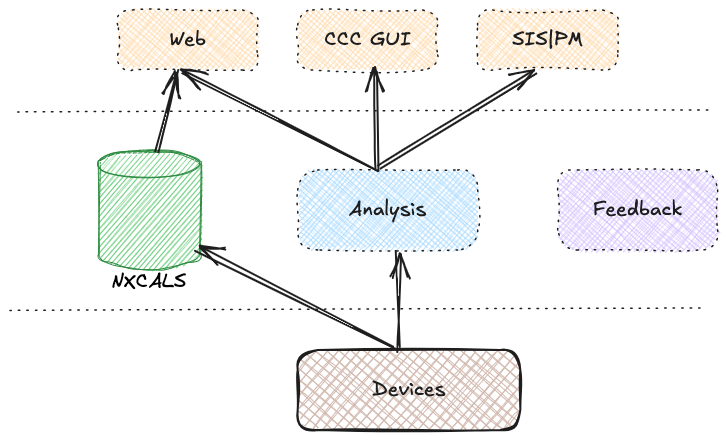 Web
CCC GUI
SIS|PM
Analysis
Feedback
NXCALS
Devices